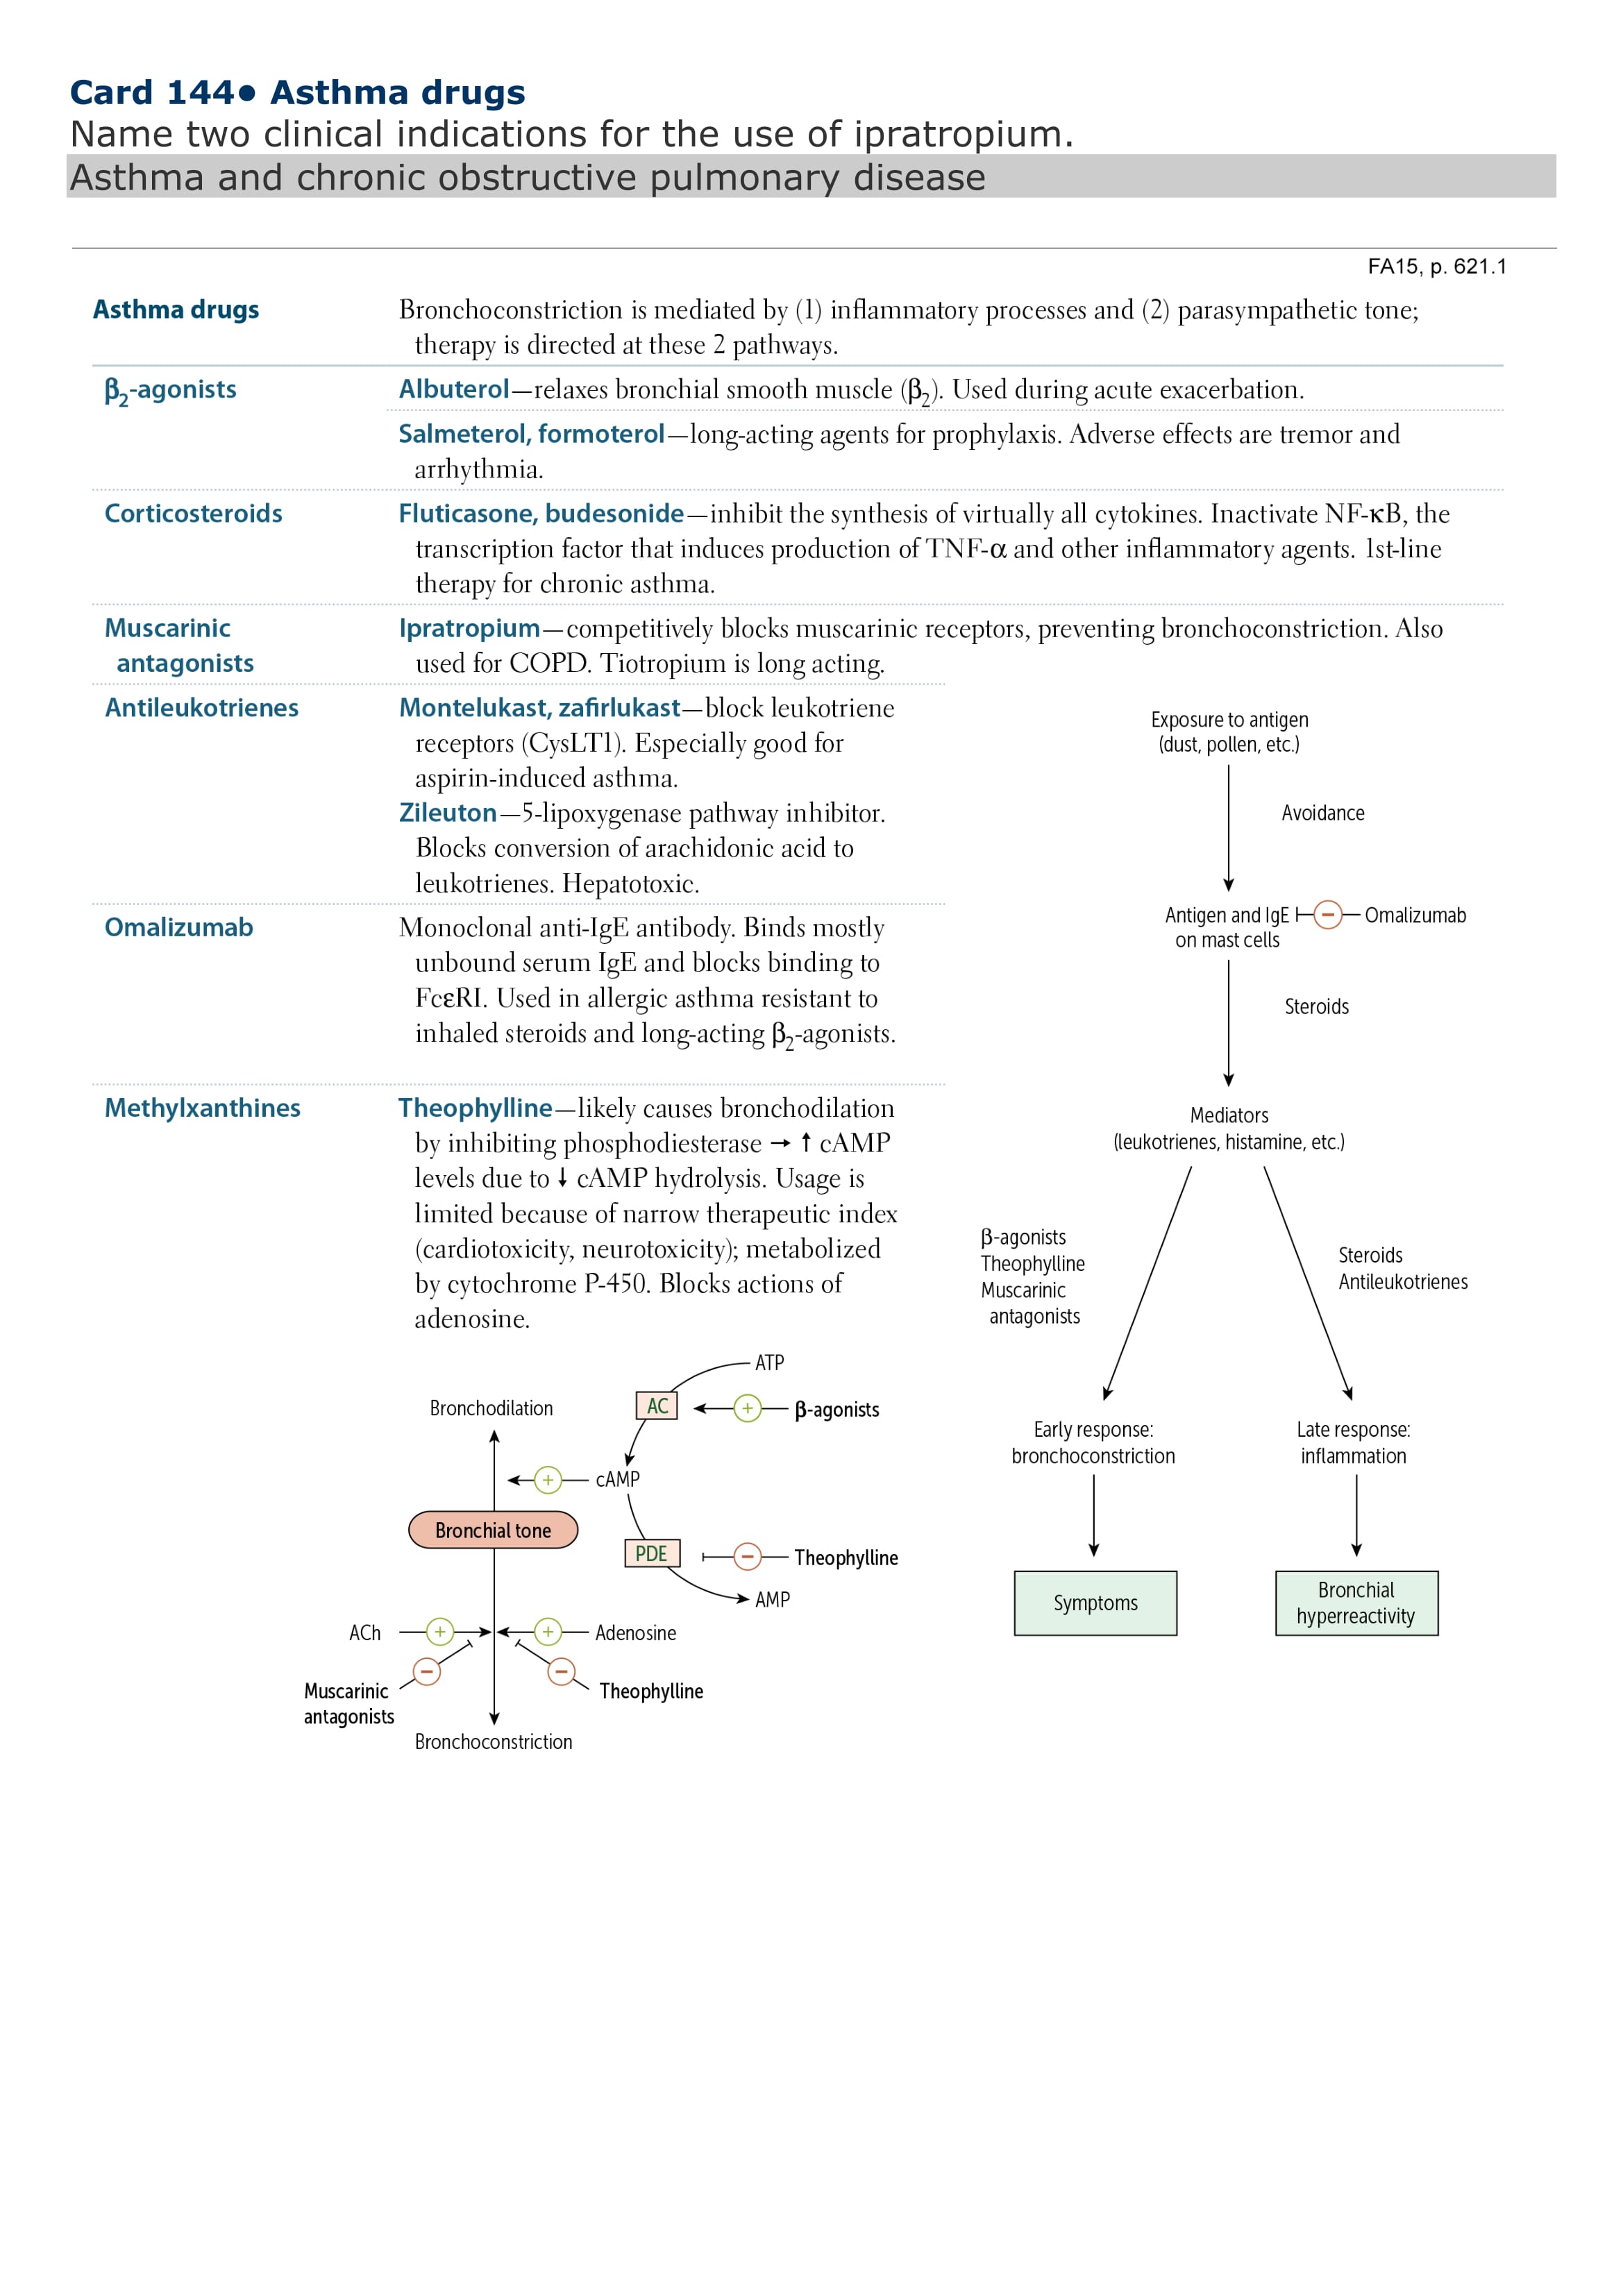 Card 144• Asthma drugs
Name two clinical indications for the use of ipratropium.
Asthma and chronic obstructive pulmonary disease
FA15, p. 621.1
Asthma drugs
Bronchoconstriction is mediated by (1) inflammatory processes and (2) parasympathetic tone;
therapy is directed at these 2 pathways.
β2-agonists
Albuterol—relaxes bronchial smooth muscle (β2). Used during acute exacerbation.
Salmeterol, formoterol—long-acting agents for prophylaxis. Adverse effects are tremor and
arrhythmia.
Corticosteroids
Fluticasone, budesonide—inhibit the synthesis of virtually all cytokines. Inactivate NF-κB, the
transcription factor that induces production of TNF-α and other inflammatory agents. 1st-line
therapy for chronic asthma.
Muscarinic
antagonists
Ipratropium—competitively blocks muscarinic receptors, preventing bronchoconstriction. Also
used for COPD. Tiotropium is long acting.
Antileukotrienes
Montelukast, zafirlukast—block leukotriene
receptors (CysLT1). Especially good for
aspirin-induced asthma.
Zileuton—5-lipoxygenase pathway inhibitor.
Blocks conversion of arachidonic acid to
leukotrienes. Hepatotoxic.
Omalizumab
Monoclonal anti-IgE antibody. Binds mostly
unbound serum IgE and blocks binding to
FcεRI. Used in allergic asthma resistant to
inhaled steroids and long-acting β2-agonists.
Methylxanthines
Theophylline—likely causes bronchodilation
by inhibiting phosphodiesterase → ↑ cAMP
levels due to ↓ cAMP hydrolysis. Usage is
limited because of narrow therapeutic index
(cardiotoxicity, neurotoxicity); metabolized
by cytochrome P-450. Blocks actions of
adenosine.
ATP
Bronchodilation
AC
+
β-agonists
+
cAMP
Bronchial tone
PDE
−
Theophylline
AMP
ACh
+
+
Adenosine
−
−
Muscarinic
antagonists
Theophylline
Bronchoconstriction
Exposure to antigen
(dust, pollen, etc.)
Avoidance
Antigen and IgE
on mast cells
−
Omalizumab
Steroids
Mediators
(leukotrienes, histamine, etc.)
β-agonists
Theophylline
Muscarinic
antagonists
Steroids
Antileukotrienes
Early response:
bronchoconstriction
Late response:
inflammation
Symptoms
Bronchial
hyperreactivity